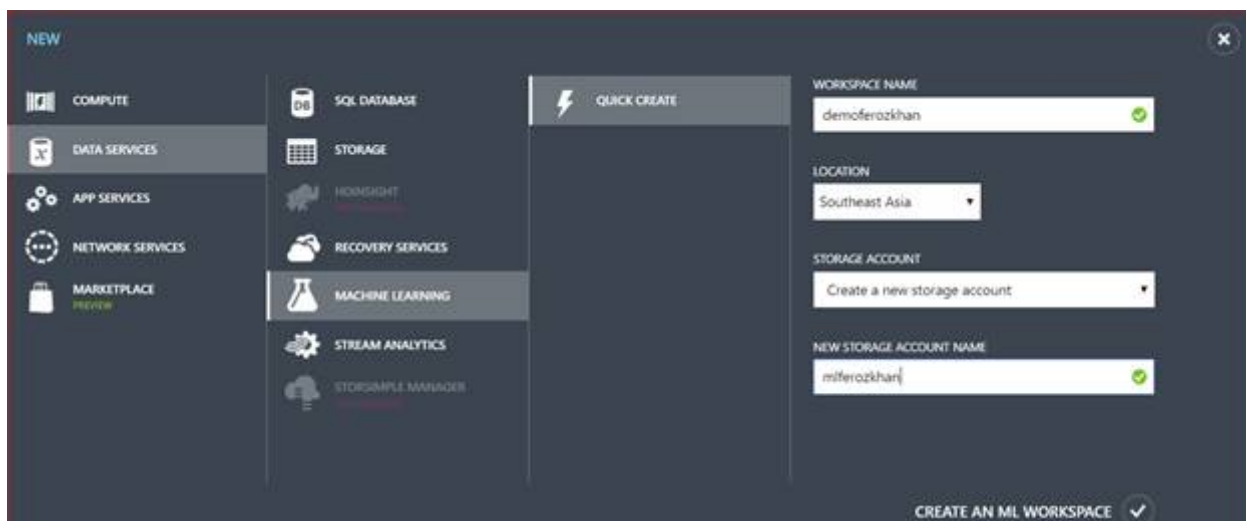 NEW
COMPUTE
DATA SERVICES
APP SERVICES
NETWORK SERVICES
MARKETPLACE
PREVIEW
SQL DATABASE
STORAGE
HDINSIGHT
RECOVERY SERVICES
MACHINE LEARNING
STREAM ANALYTICS
STORSIMPLE MANAGER
QUICK CREATE
WORKSPACE NAME
demoferozkhan
LOCATION
Southeast Asia
STORAGE ACCOUNT
Create a new storage account
NEW STORAGE ACCOUNT NAME
mlferozkhan
CREATE AN ML WORKSPACE